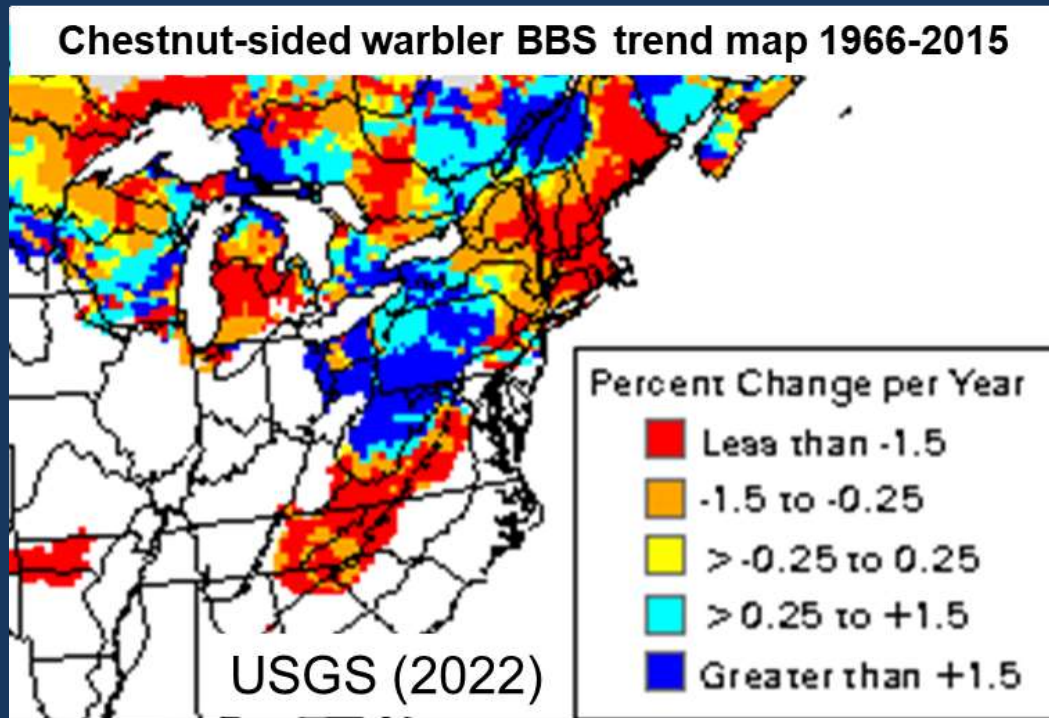 Chestnut-sided warbler BBS trend map 1966-2015
Percent Change per Year
Less than -1.5
-1.5 to -0.25
> -0.25 to 0.25
> 0.25 to +1.5
Greater than +1.5
USGS (2022)